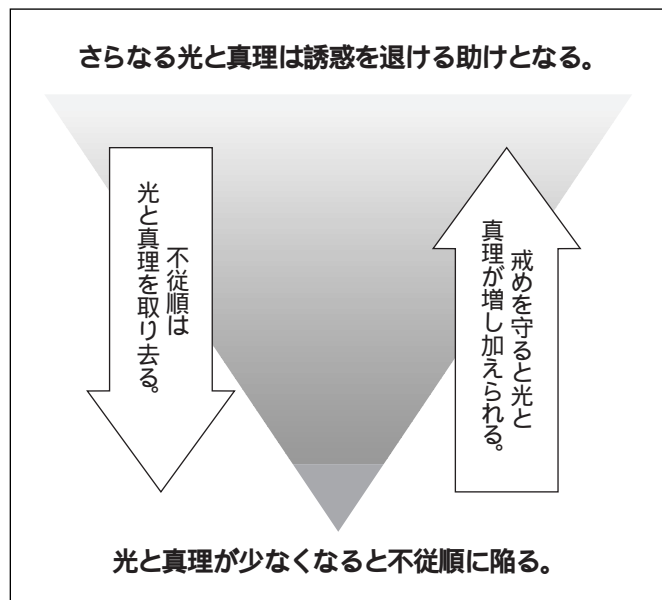 さらなる光と真理は誘惑を退ける助けとなる。
不従順は
光と真理を取り去る。
戒めを守ると光と
真理が増し加えられる。
光と真理が少なくなると不従順に陥る。